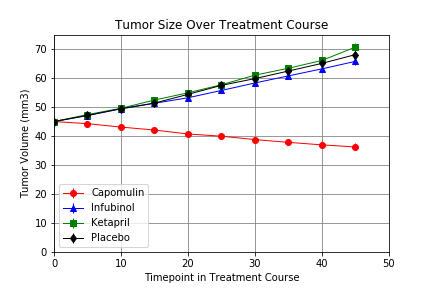 Tumor Size Over Treatment Course
Tumor Volume (mm3)
70
60
50
40
30
20
10
0
Capomulin
Infubinol
Ketapril
Placebo
0 10 20 30 40 50
Timepoint in Treatment Course